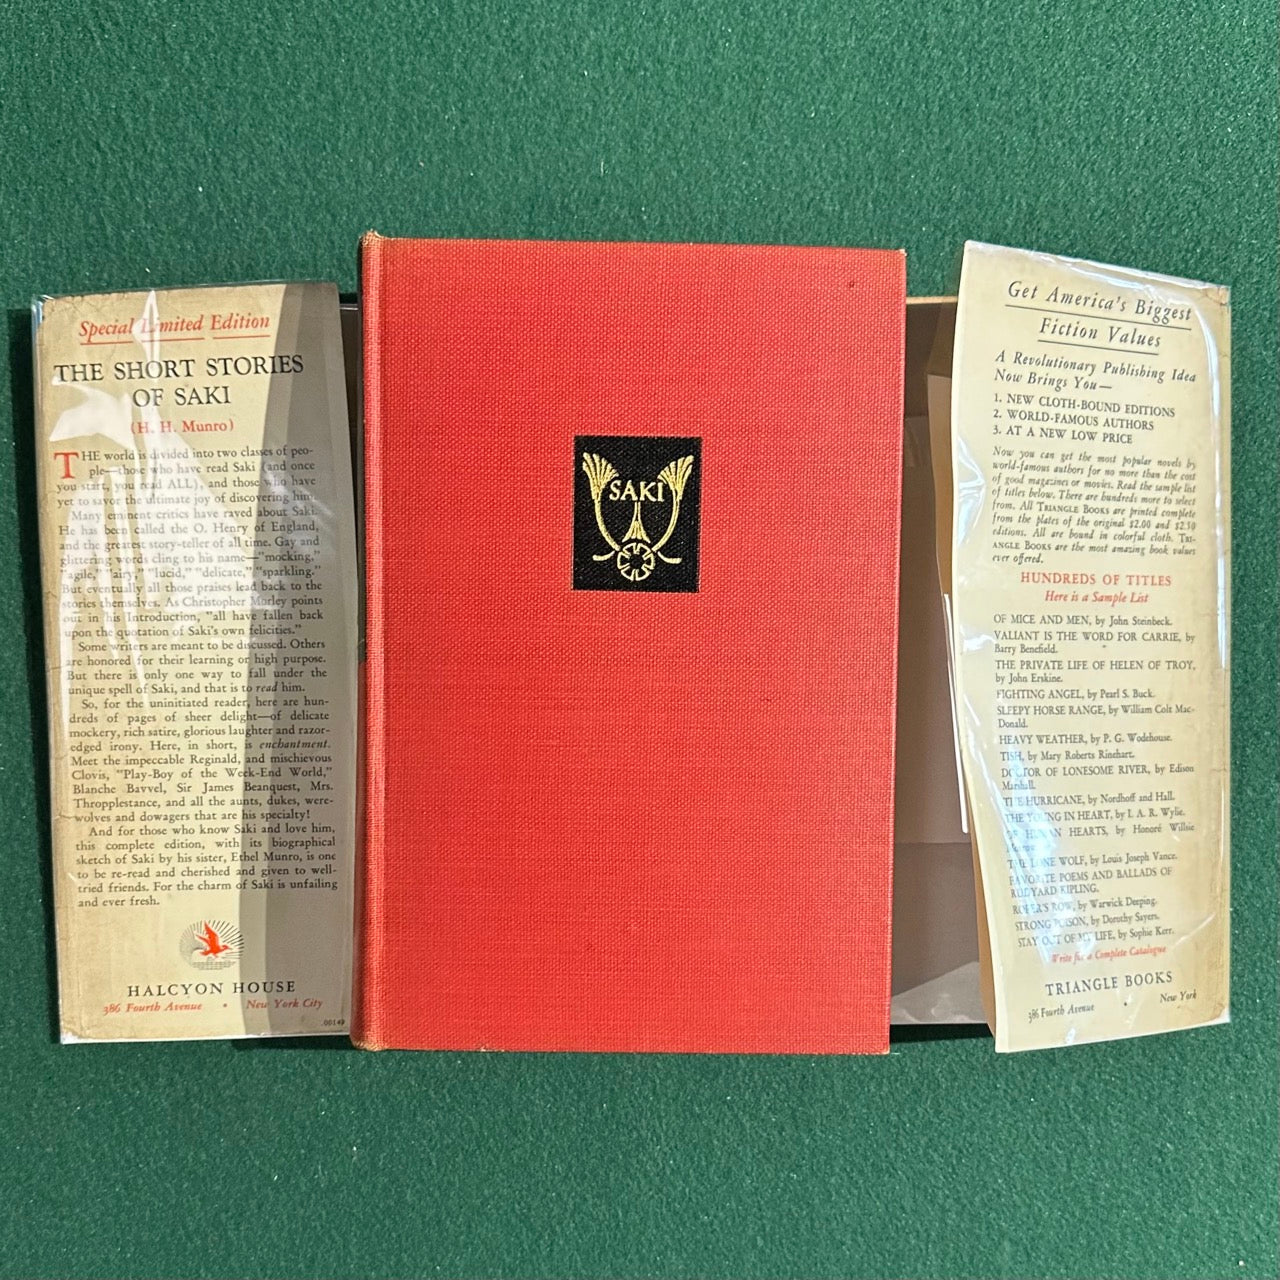 Special Limited Edition
THE SHORT STORIES
OF SAKI
(H. H. Munro)
THE world is divided into two classes of peo-
ple—those who have read Saki (and once
you start, you read ALL), and those who have
yet to savor the ultimate joy of discovering him.
Many eminent critics have raved about Saki.
He has been called the O. Henry of England,
and the greatest story-teller of all time. Gay and
glittering words cling to his name—"mocking,"
"agile," "airy," "lucid," "delicate," "sparkling."
But eventually all those praises lead back to the
stories themselves. As Christopher Morley points
out in his Introduction, "all have fallen back
upon the quotation of Saki's own felicities."
Some writers are meant to be discussed. Others
are honored for their learning or high purpose.
But there is only one way to fall under the
unique spell of Saki, and that is to read him.
So, for the uninitiated reader, here are hun-
dreds of pages of sheer delight—of delicate
mockery, rich satire, glorious laughter and razor-
edged irony. Here, in short, is enchantment.
Meet the impeccable Reginald, and mischievous
Clovis, "Play-Boy of the Week-End World,"
Blanche Bavvel, Sir James Beanquest, Mrs.
Thropplestance, and all the aunts, dukes, were-
wolves and dowagers that are his specialty!
And for those who know Saki and love him,
this complete edition, with its biographical
sketch of Saki by his sister, Ethel Munro, is one
to be re-read and cherished and given to well-
tried friends. For the charm of Saki is unfailing
and ever fresh.
HALCYON HOUSE
386 Fourth Avenue • New York City
00149
SAKI
Get America's Biggest
Fiction Values
A Revolutionary Publishing Idea
Now Brings You—
1. NEW CLOTH-BOUND EDITIONS
2. WORLD-FAMOUS AUTHORS
3. AT A NEW LOW PRICE
Now you can get the most popular novels by
world-famous authors for no more than the cost
of good magazines or movies. Read the sample list
of titles below. There are hundreds more to select
from. All TRIANGLE BOOKS are printed complete
from the plates of the original $2.00 and $2.50
editions. All are bound in colorful cloth. TRI-
ANGLE BOOKS are the most amazing book values
ever offered.
HUNDREDS OF TITLES
Here is a Sample List
OF MICE AND MEN, by John Steinbeck.
VALIANT IS THE WORD FOR CARRIE, by
Barry Benefield.
THE PRIVATE LIFE OF HELEN OF TROY,
by John Erskine.
FIGHTING ANGEL, by Pearl S. Buck.
SLEEPY HORSE RANGE, by William Colt Mac-
Donald.
HEAVY WEATHER, by P. G. Wodehouse.
TISH, by Mary Roberts Rinehart.
DOCTOR OF LONESOME RIVER, by Edison
Marshall.
THE HURRICANE, by Nordhoff and Hall.
THE YOUNG IN HEART, by I. A. R. Wylie.
OF HUMAN HEARTS, by Honoré Willsie
THE LONE WOLF, by Louis Joseph Vance.
FAVORITE POEMS AND BALLADS OF
RUDYARD KIPLING.
ROPER'S ROW, by Warwick Deeping.
STRONG POISON, by Dorothy Sayers.
STAY OUT OF MY LIFE, by Sophie Kerr.
Write for a Complete Catalogue
TRIANGLE BOOKS
386 Fourth Avenue • New York